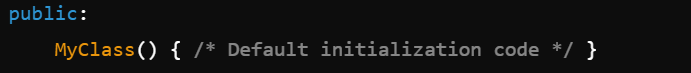 public:
    MyClass() { /* Default initialization code */ }